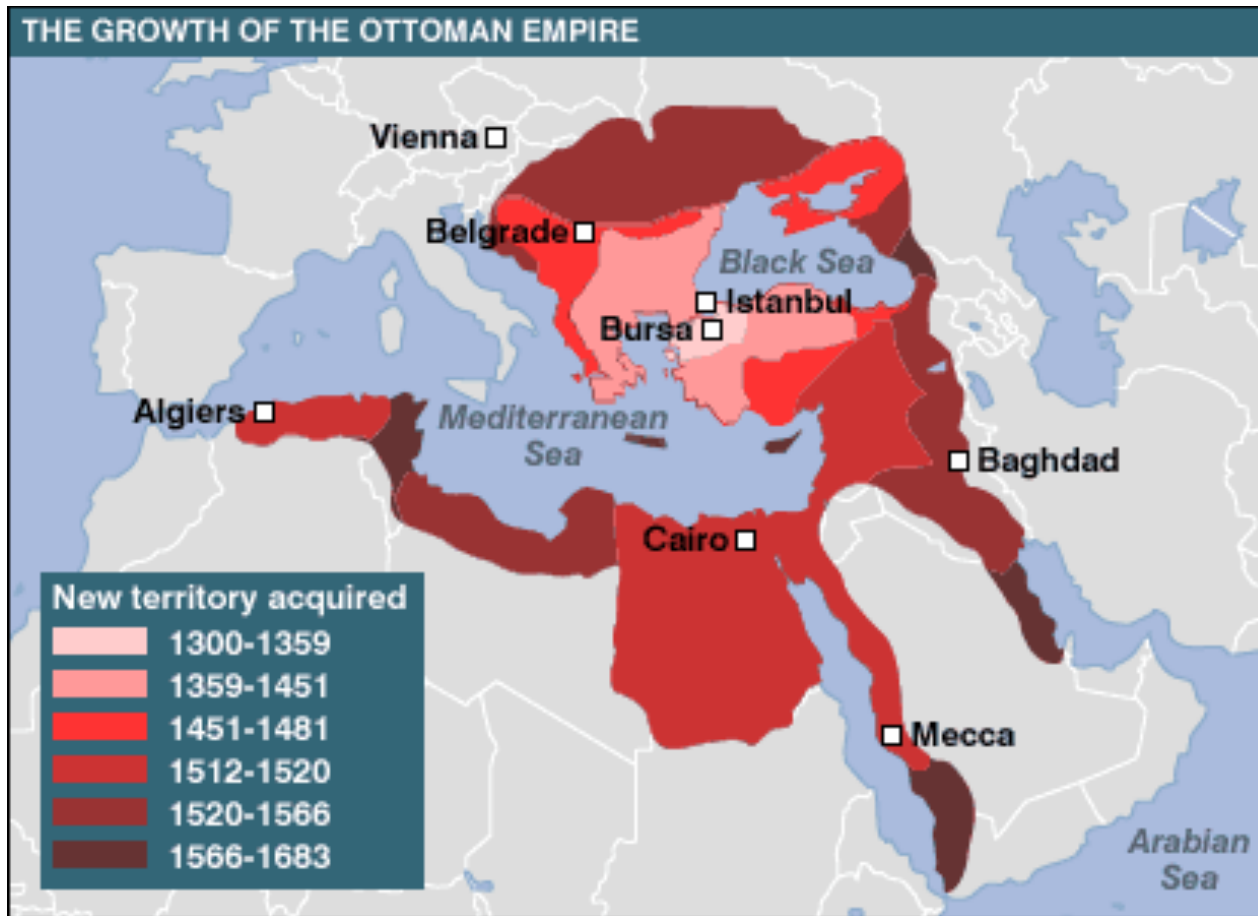 THE GROWTH OF THE OTTOMAN EMPIRE
Vienna
Belgrade
Black Sea
Istanbul
Bursa
Algiers
Mediterranean
Sea
Baghdad
Cairo
New territory acquired
1300-1359
1359-1451
1451-1481
1512-1520
1520-1566
1566-1683
Mecca
Arabian
Sea